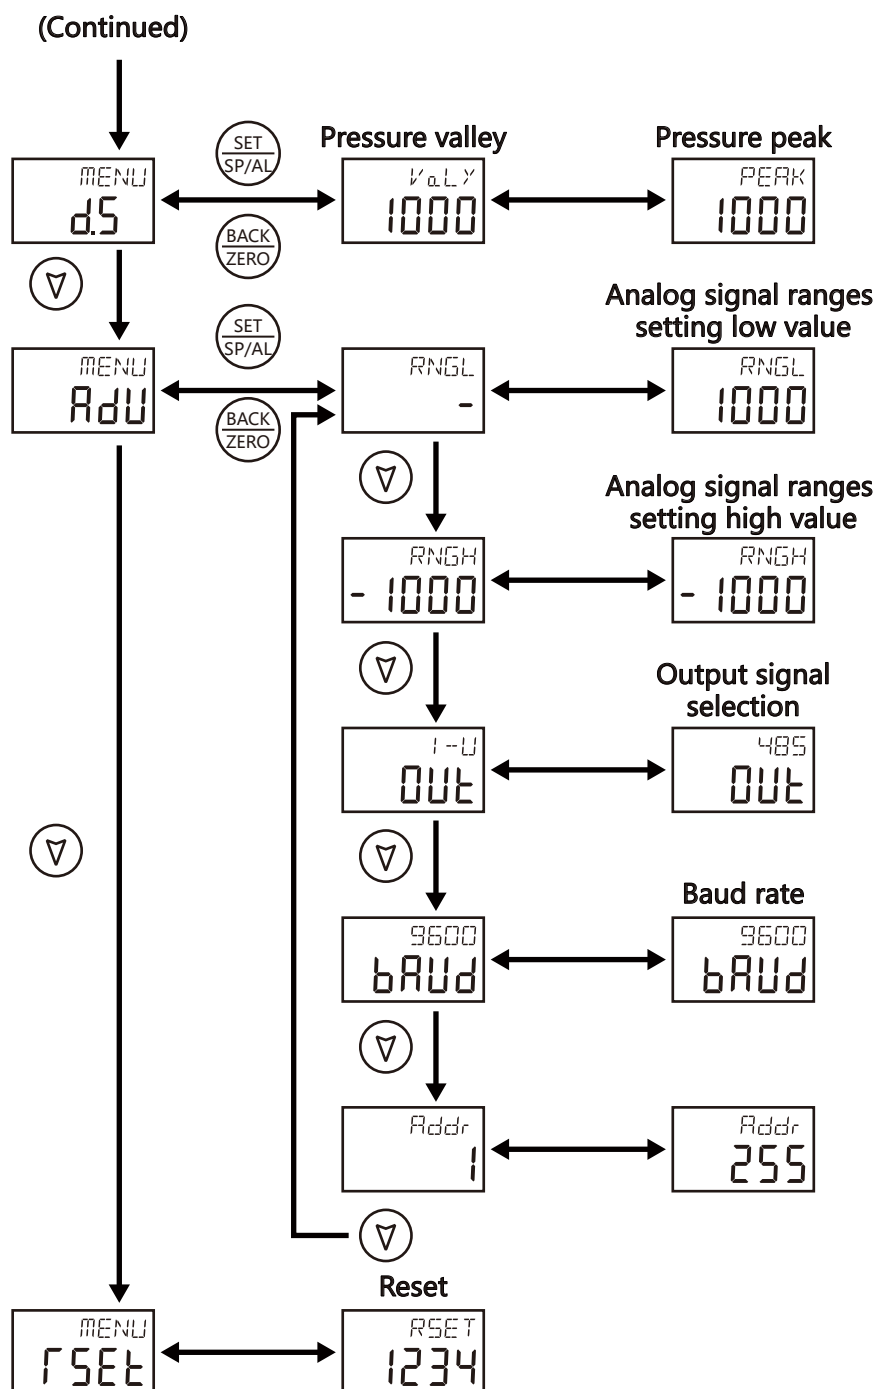 (Continued)
SET
SP/AL
Pressure valley
Pressure peak
MENU
d.S
VaLY
1000
PEAK
1000
BACK
ZERO
SET
SP/AL
Analog signal ranges
setting low value
MENU
AdU
RNGL
-
RNGL
1000
BACK
ZERO
Analog signal ranges
setting high value
RNGH
- 1000
RNGH
- 1000
Output signal
selection
I-U
OUt
485
OUt
Baud rate
9600
bAUd
9600
bAUd
Addr
1
Addr
255
Reset
MENU
rSEt
RSET
1234